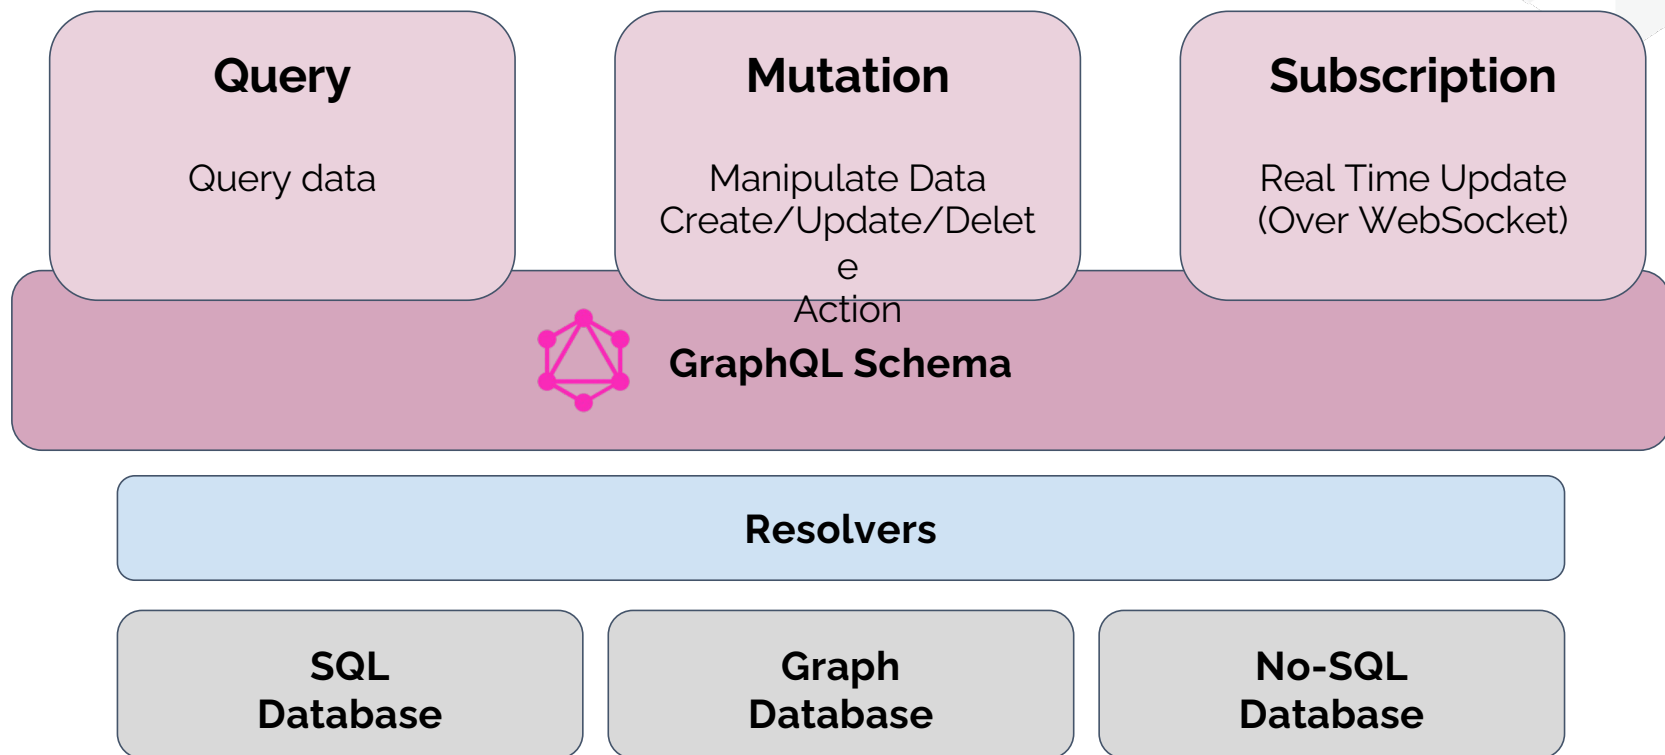 Query
Query data
Mutation
Manipulate Data
Create/Update/Delet
e
Action
Subscription
Real Time Update
(Over WebSocket)
GraphQL Schema
Resolvers
SQL
Database
Graph
Database
No-SQL
Database